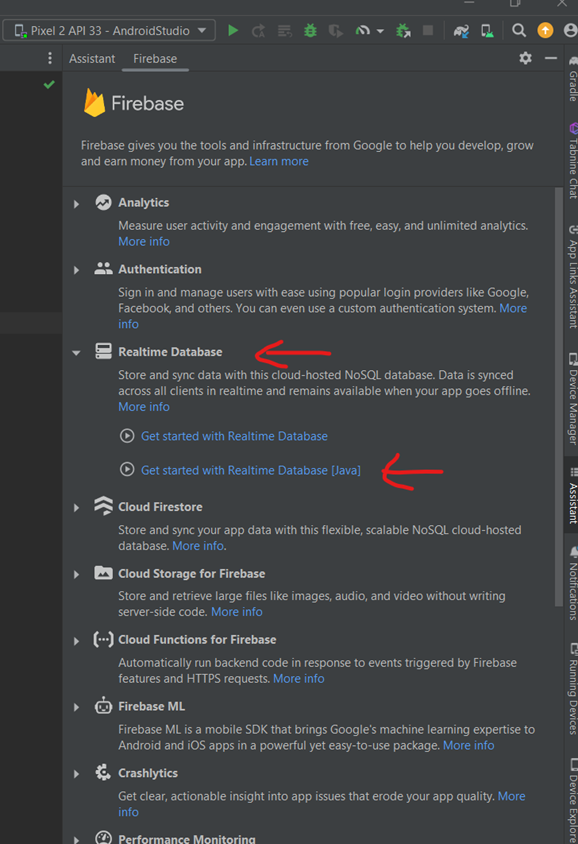 Pixel 2 API 33 - AndroidStudio
Assistant Firebase
Firebase
Firebase gives you the tools and infrastructure from Google to help you develop, grow
and earn money from your app. Learn more
Analytics
Measure user activity and engagement with free, easy, and unlimited analytics.
More info
Authentication
Sign in and manage users with ease using popular login providers like Google,
Facebook, and others. You can even use a custom authentication system. More
info
Realtime Database
Store and sync data with this cloud-hosted NoSQL database. Data is synced
across all clients in realtime and remains available when your app goes offline.
More info
Get started with Realtime Database
Get started with Realtime Database [Java]
Cloud Firestore
Store and sync your app data with this flexible, scalable NoSQL cloud-hosted
database. More info.
Cloud Storage for Firebase
Store and retrieve large files like images, audio, and video without writing
server-side code. More info
Cloud Functions for Firebase
Automatically run backend code in response to events triggered by Firebase
features and HTTPS requests. More info
Firebase ML
Firebase ML is a mobile SDK that brings Google's machine learning expertise to
Android and iOS apps in a powerful yet easy-to-use package. More info
Crashlytics
Get clear, actionable insight into app issues that erode your app quality. More
info
Performance Monitoring
Gradle
Tabnine Chat
App Links Assistant
Device Manager
Assistant
Notifications
Running Devices
Device Explore